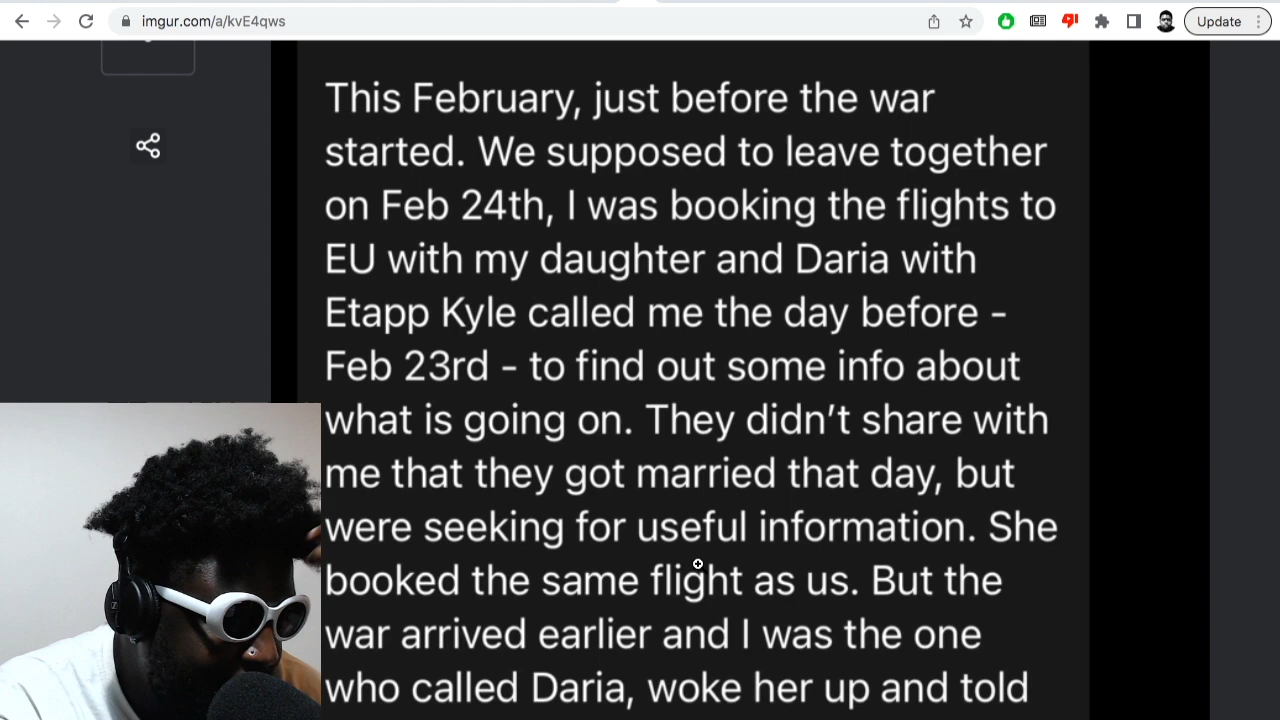 imgur.com/a/kvE4qws
Update
This February, just before the war
started. We supposed to leave together
on Feb 24th, I was booking the flights to
EU with my daughter and Daria with
Etapp Kyle called me the day before -
Feb 23rd - to find out some info about
what is going on. They didn’t share with
me that they got married that day, but
were seeking for useful information. She
booked the same flight as us. But the
war arrived earlier and I was the one
who called Daria, woke her up and told